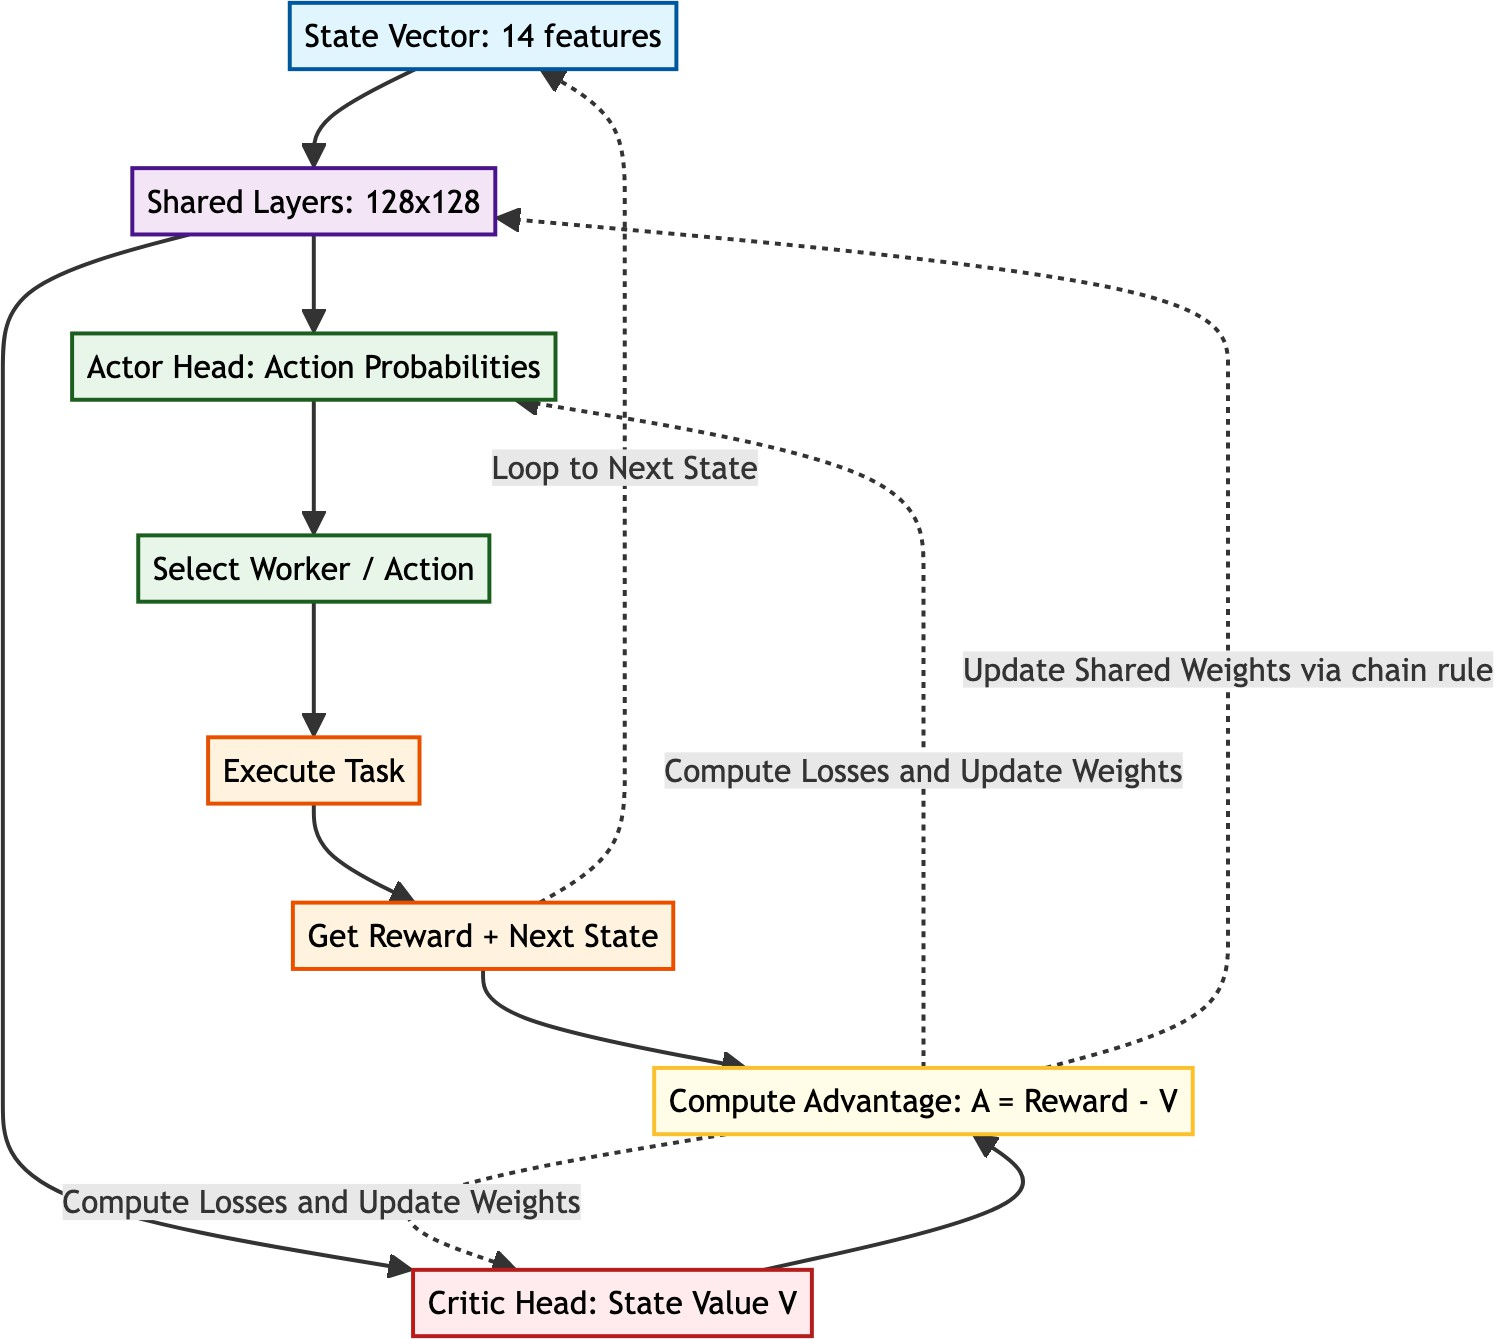 State Vector: 14 features
Shared Layers: 128x128
Actor Head: Action Probabilities
Loop to Next State
Select Worker / Action
Update Shared Weights via chain rule
Execute Task
Compute Losses and Update Weights
Get Reward + Next State
Compute Advantage: A = Reward - V
Compute Losses and Update Weights
Critic Head: State Value V